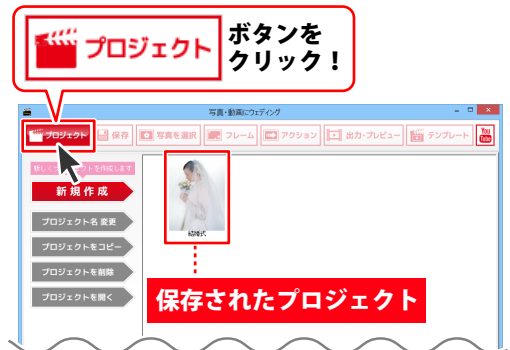 プロジェクト
ボタンを
クリック！
写真・動画にウェディング
プロジェクト 保存 写真を選択 フレーム アクション 出力・プレビュー テンプレート You Tube
新規作成
プロジェクト名変更
プロジェクトをコピー
プロジェクトを削除
プロジェクトを開く
結婚式
保存されたプロジェクト